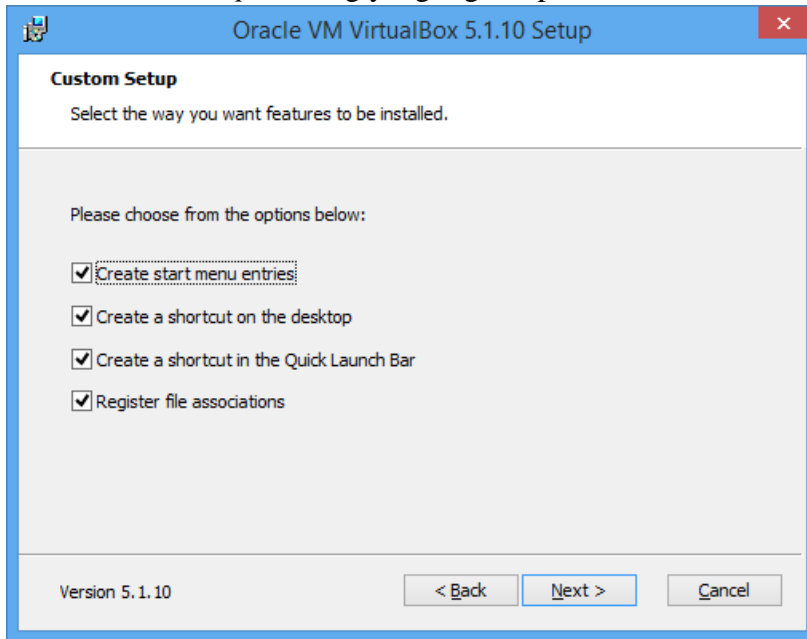 Oracle VM VirtualBox 5.1.10 Setup
Custom Setup
Select the way you want features to be installed.
Please choose from the options below:
Create start menu entries
Create a shortcut on the desktop
Create a shortcut in the Quick Launch Bar
Register file associations
Version 5.1.10
< Back Next > Cancel